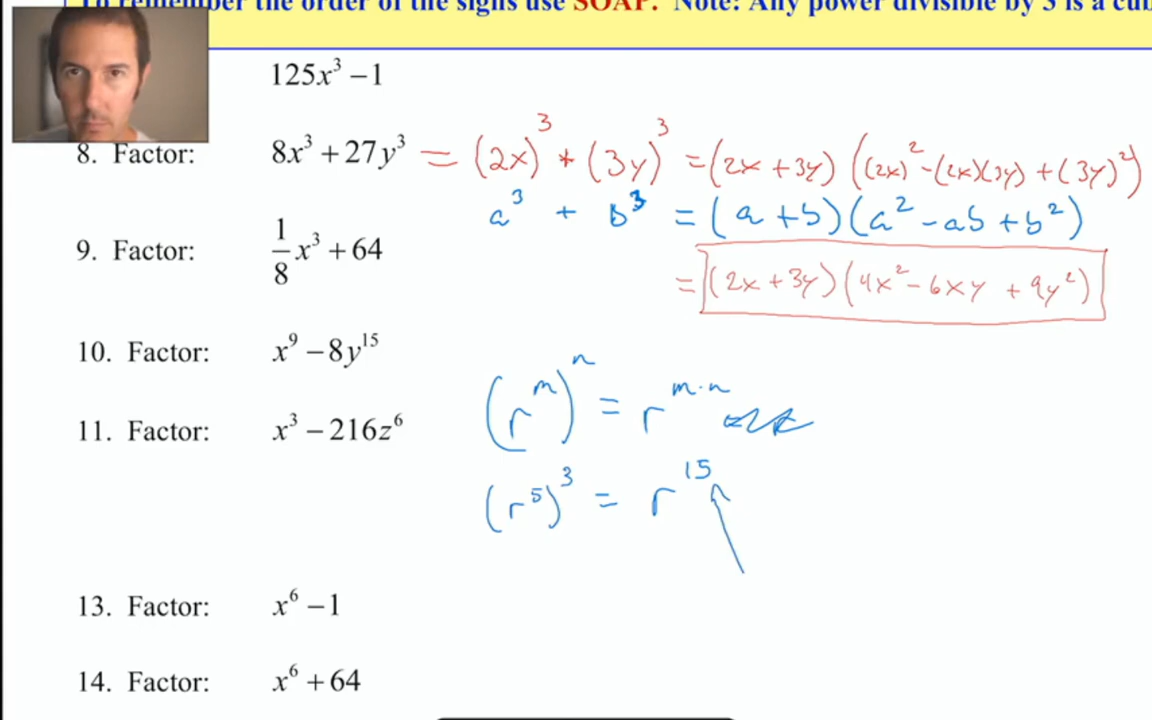 To remember the order of the signs use SOAP. Note: Any power divisible by 3 is a cub
125x³ – 1
8. Factor: 8x³ + 27y³ = (2x)³ + (3y)³ = (2x + 3y) ((2x)² - (2x)(3y) + (3y)²)
a³ + b³ = (a + b)(a² - ab + b²)
9. Factor: 1/8 x³ + 64
= (2x + 3y)(4x² - 6xy + 9y²)
10. Factor: x⁹ – 8y¹⁵
(rᵐ)ⁿ = rᵐ·ⁿ
11. Factor: x³ – 216z⁶
(r⁵)³ = r¹⁵
13. Factor: x⁶ – 1
14. Factor: x⁶ + 64